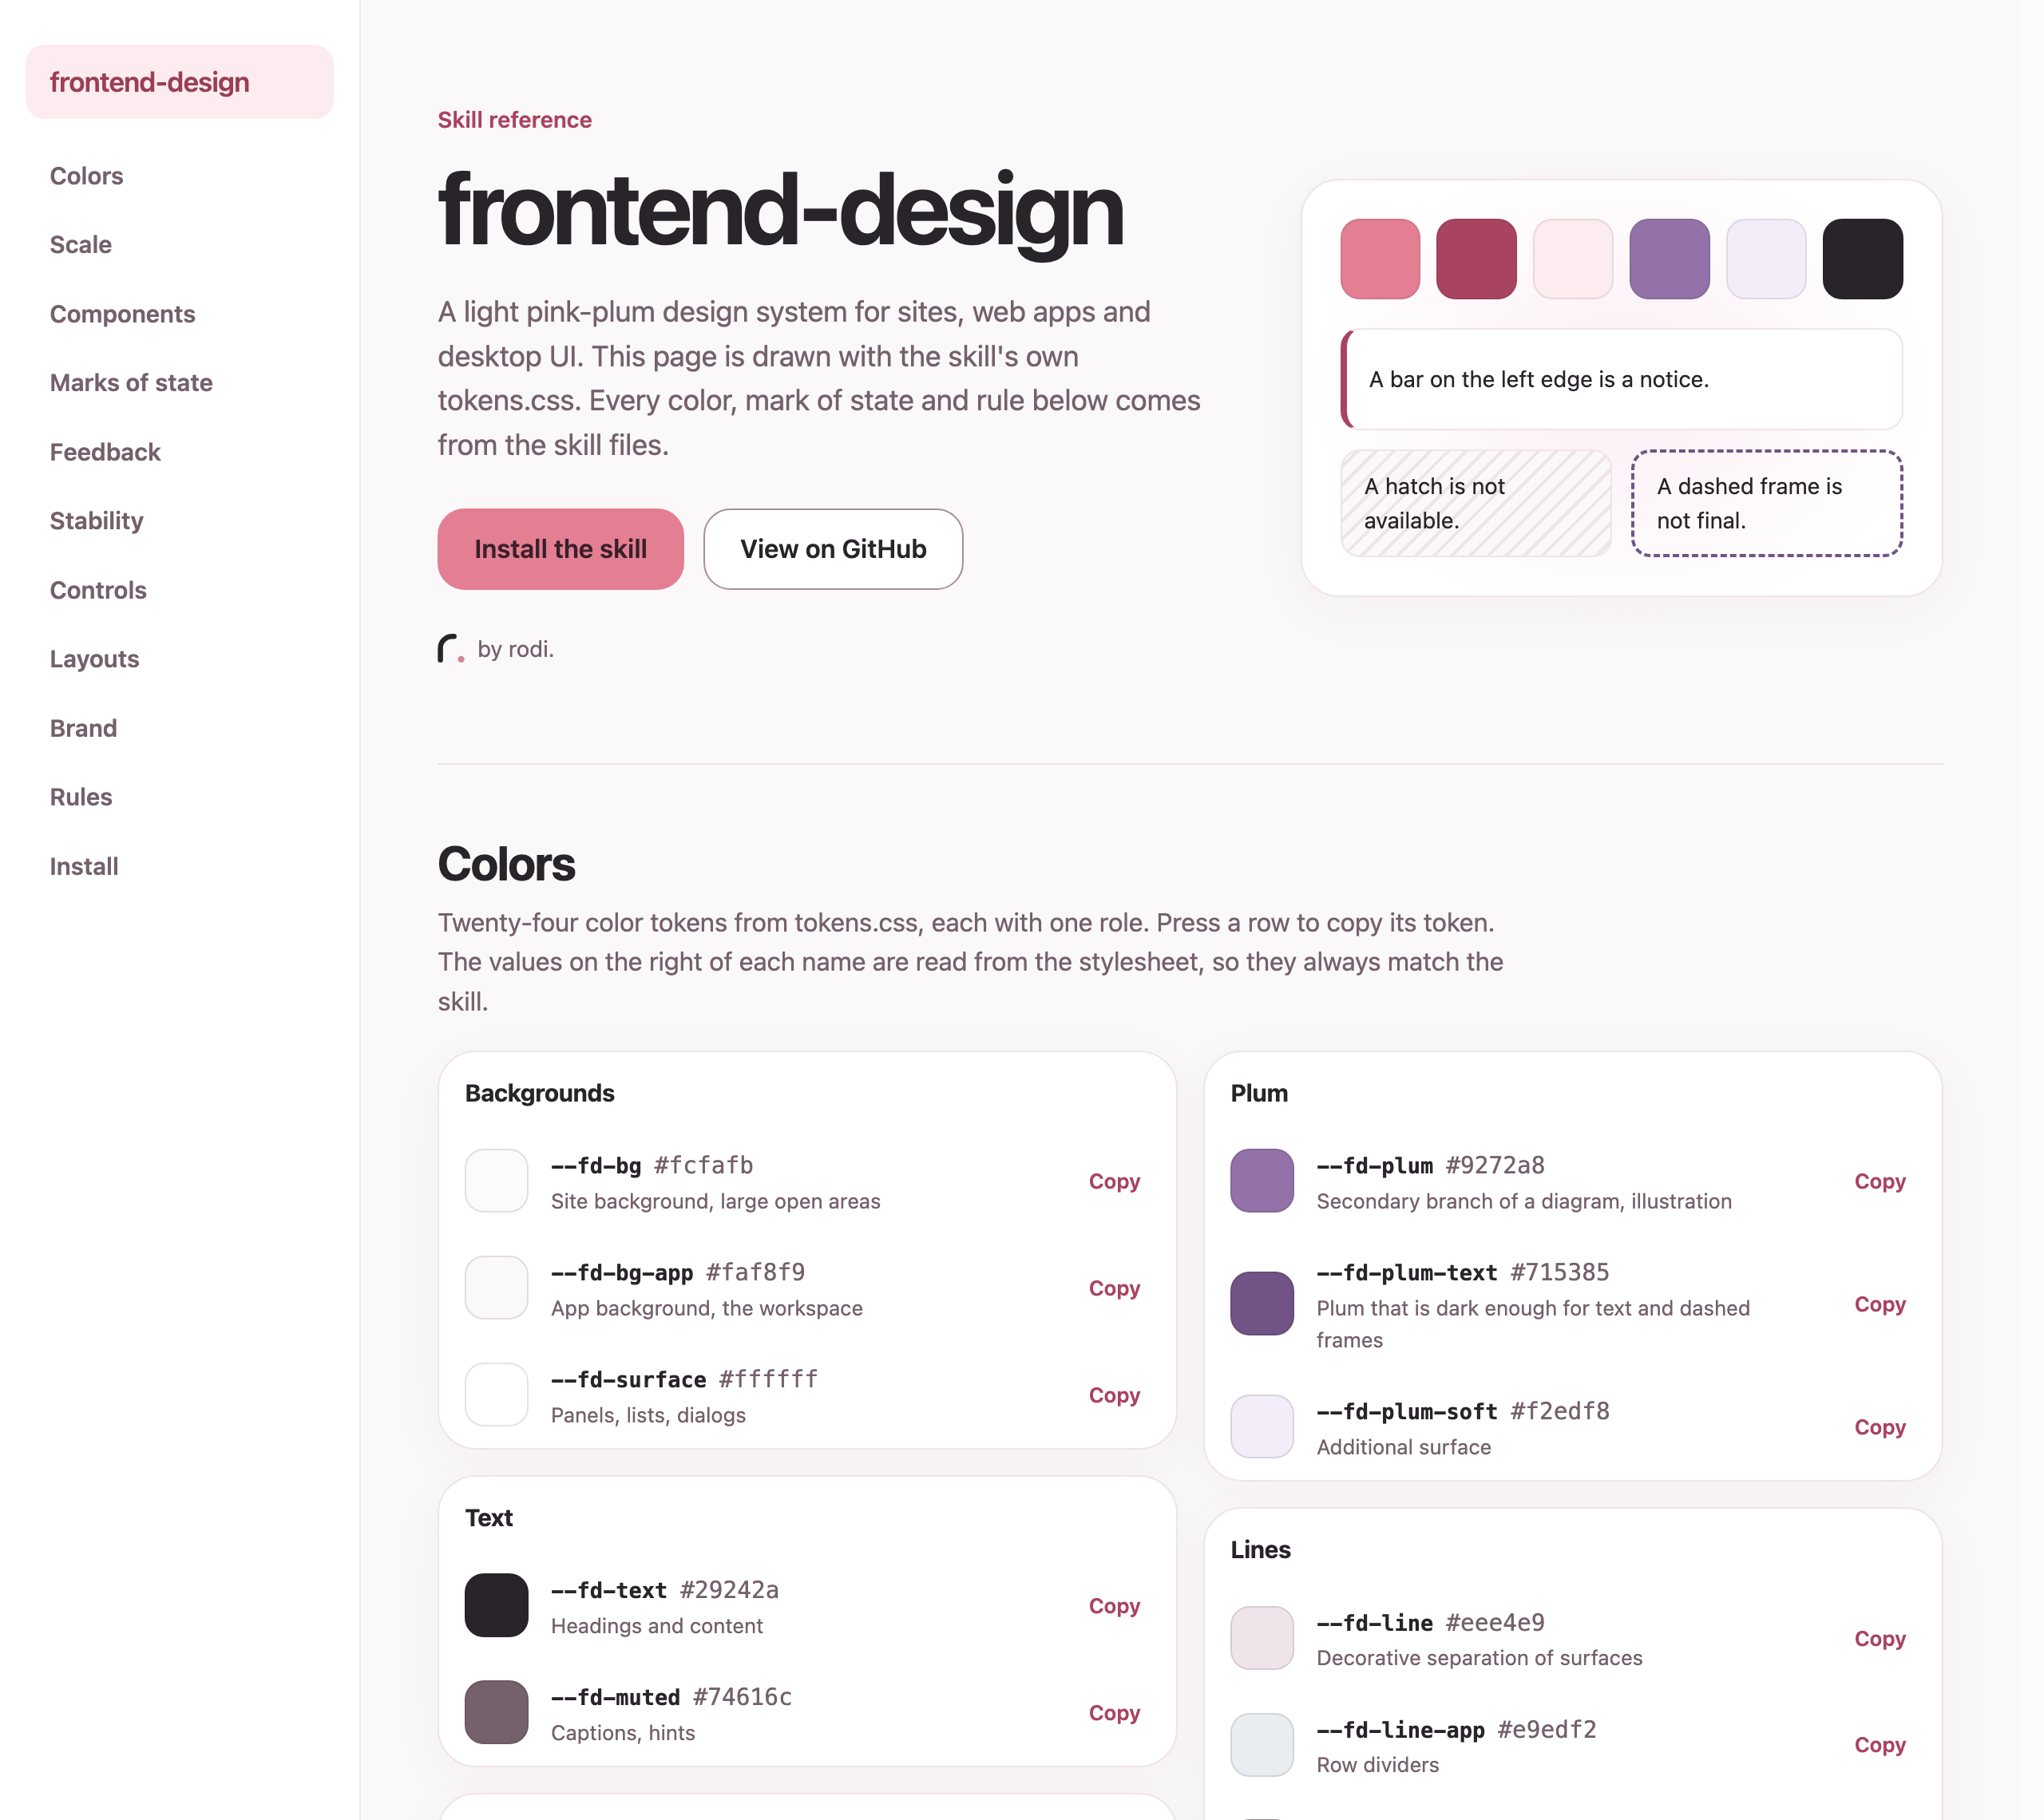 frontend-design
Colors
Scale
Components
Marks of state
Feedback
Stability
Controls
Layouts
Brand
Rules
Install
Skill reference
frontend-design
A light pink-plum design system for sites, web apps and
desktop UI. This page is drawn with the skill's own
tokens.css. Every color, mark of state and rule below comes
from the skill files.
Install the skill
View on GitHub
by rodi.
A bar on the left edge is a notice.
A hatch is not
available.
A dashed frame is
not final.
Colors
Twenty-four color tokens from tokens.css, each with one role. Press a row to copy its token.
The values on the right of each name are read from the stylesheet, so they always match the
skill.
Backgrounds
--fd-bg #fcfafb
Site background, large open areas
Copy
--fd-bg-app #faf8f9
App background, the workspace
Copy
--fd-surface #ffffff
Panels, lists, dialogs
Copy
Text
--fd-text #29242a
Headings and content
Copy
--fd-muted #74616c
Captions, hints
Copy
Plum
--fd-plum #9272a8
Secondary branch of a diagram, illustration
Copy
--fd-plum-text #715385
Plum that is dark enough for text and dashed
frames
Copy
--fd-plum-soft #f2edf8
Additional surface
Copy
Lines
--fd-line #eee4e9
Decorative separation of surfaces
Copy
--fd-line-app #e9edf2
Row dividers
Copy